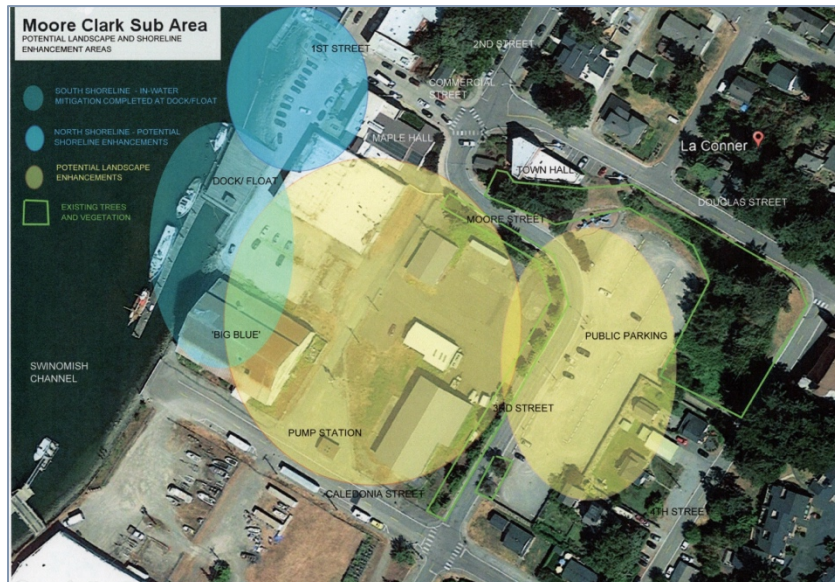 Moore Clark Sub Area
POTENTIAL LANDSCAPE AND SHORELINE
ENHANCEMENT AREAS
SOUTH SHORELINE - IN-WATER
MITIGATION COMPLETED AT DOCK/FLOAT
NORTH SHORELINE - POTENTIAL
SHORELINE ENHANCEMENTS
POTENTIAL LANDSCAPE
ENHANCEMENTS
EXISTING TREES
AND VEGETATION
1ST STREET
2ND STREET
COMMERCIAL
STREET
MAPLE HALL
La Conner
TOWN HALL
DOCK/ FLOAT
DOUGLAS STREET
MOORE STREET
'BIG BLUE'
PUBLIC PARKING
SWINOMISH
CHANNEL
3RD STREET
PUMP STATION
CALEDONIA STREET
4TH STREET